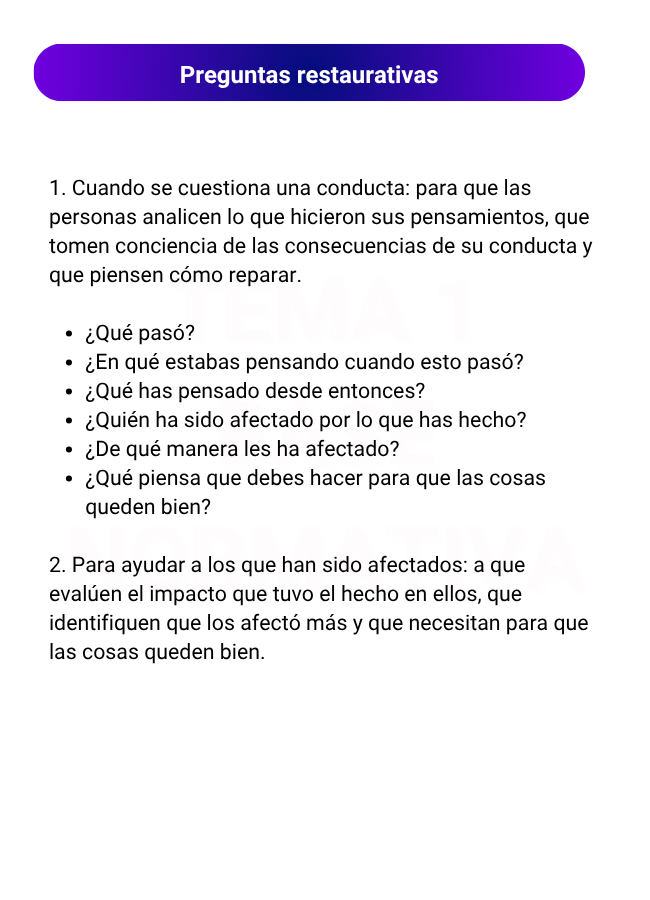 Preguntas restaurativas
1. Cuando se cuestiona una conducta: para que las
personas analicen lo que hicieron sus pensamientos, que
tomen conciencia de las consecuencias de su conducta y
que piensen cómo reparar.
TEMA 1
• ¿Qué pasó?
• ¿En qué estabas pensando cuando esto pasó?
• ¿Qué has pensado desde entonces?
• ¿Quién ha sido afectado por lo que has hecho?
• ¿De qué manera les ha afectado?
• ¿Qué piensa que debes hacer para que las cosas
queden bien?
NORMATIVA
2. Para ayudar a los que han sido afectados: a que
evalúen el impacto que tuvo el hecho en ellos, que
identifiquen que los afectó más y que necesitan para que
las cosas queden bien.